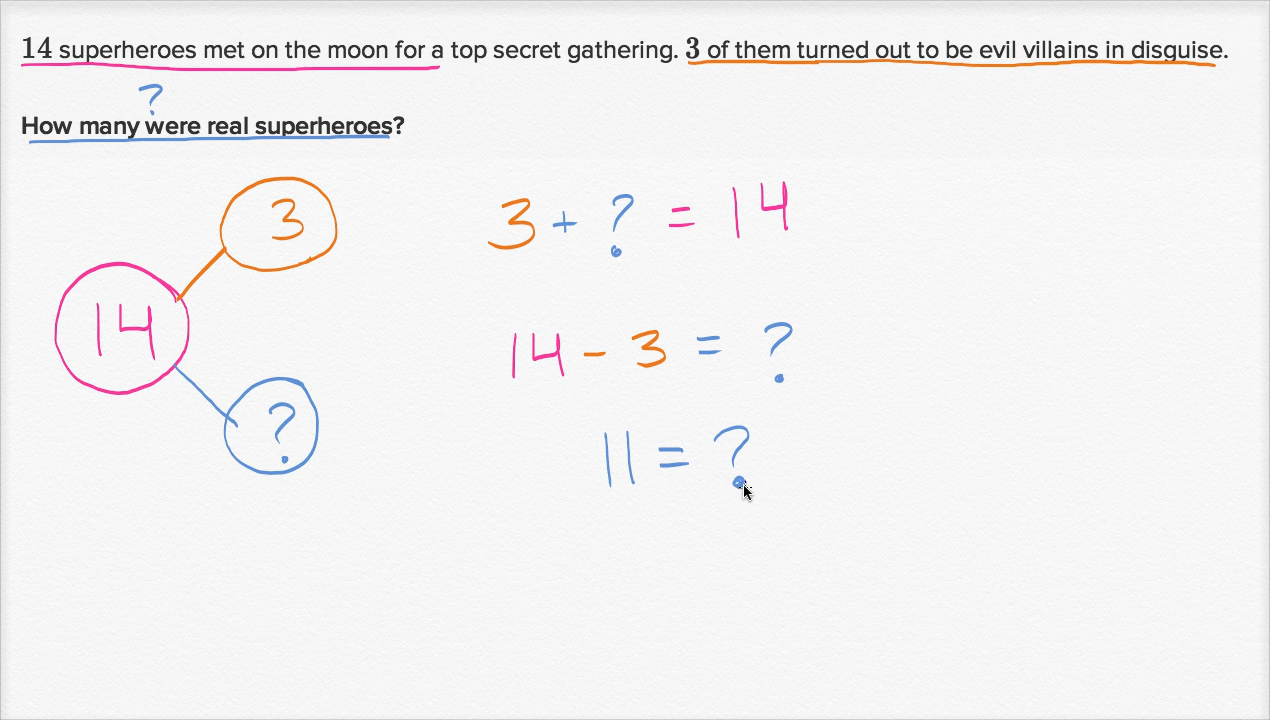 14 superheroes met on the moon for a top secret gathering. 3 of them turned out to be evil villains in disguise.
?
How many were real superheroes?
3
14
?
3 + ? = 14
14 - 3 = ?
11 = ?